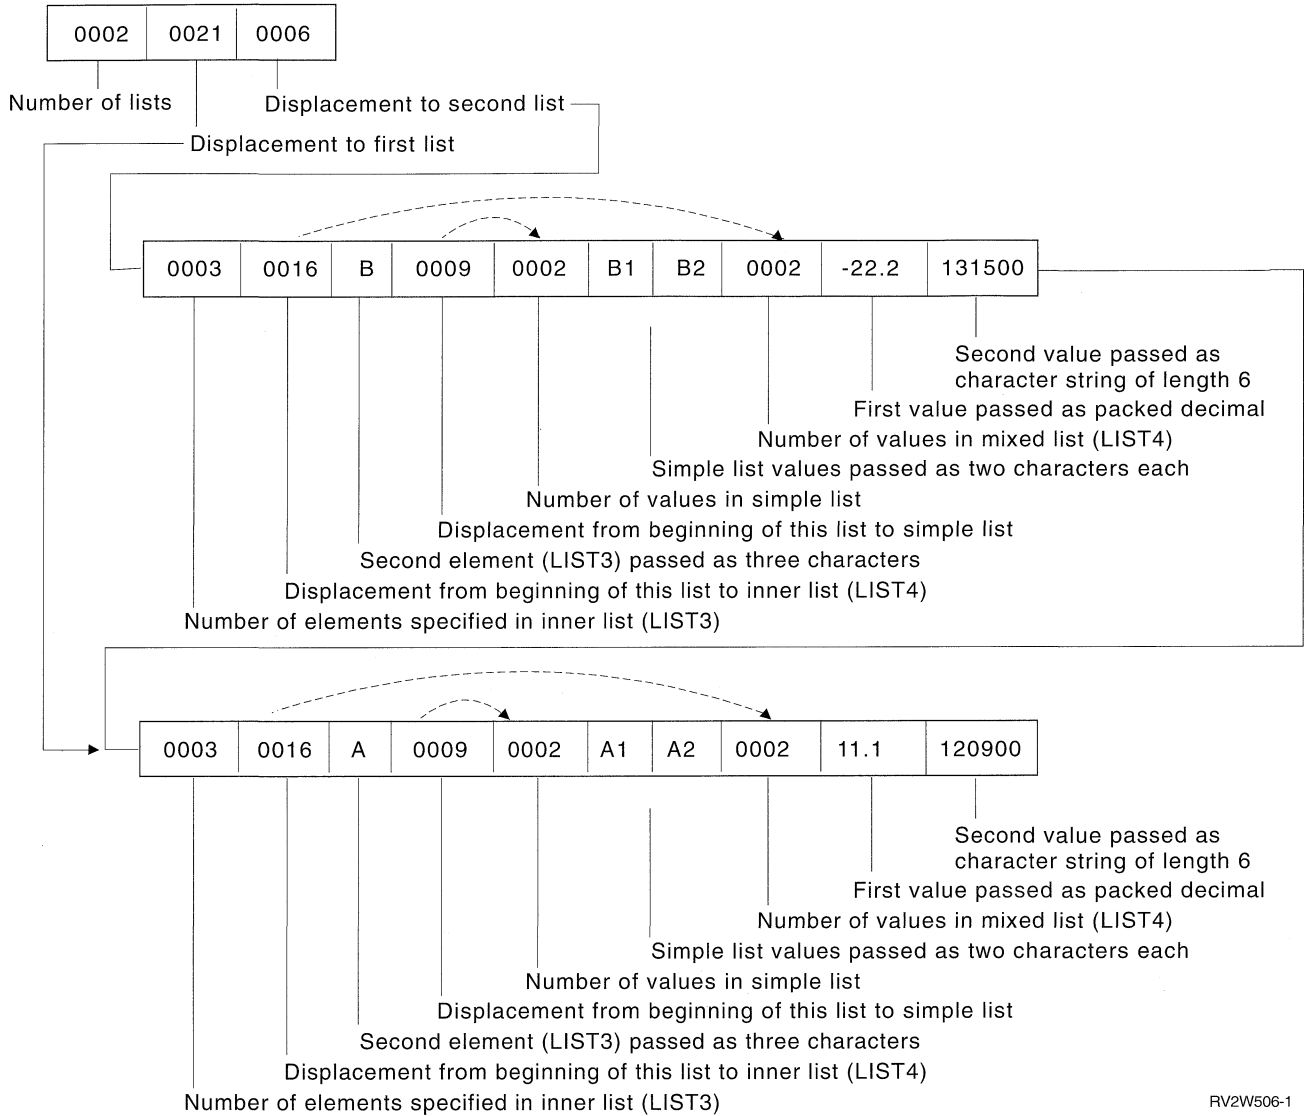 0002 0021 0006
Number of lists
Displacement to second list
Displacement to first list
0003 0016 B 0009 0002 B1 B2 0002 -22.2 131500
Second value passed as
character string of length 6
First value passed as packed decimal
Number of values in mixed list (LIST4)
Simple list values passed as two characters each
Number of values in simple list
Displacement from beginning of this list to simple list
Second element (LIST3) passed as three characters
Displacement from beginning of this list to inner list (LIST4)
Number of elements specified in inner list (LIST3)
0003 0016 A 0009 0002 A1 A2 0002 11.1 120900
Second value passed as
character string of length 6
First value passed as packed decimal
Number of values in mixed list (LIST4)
Simple list values passed as two characters each
Number of values in simple list
Displacement from beginning of this list to simple list
Second element (LIST3) passed as three characters
Displacement from beginning of this list to inner list (LIST4)
Number of elements specified in inner list (LIST3)
RV2W506-1